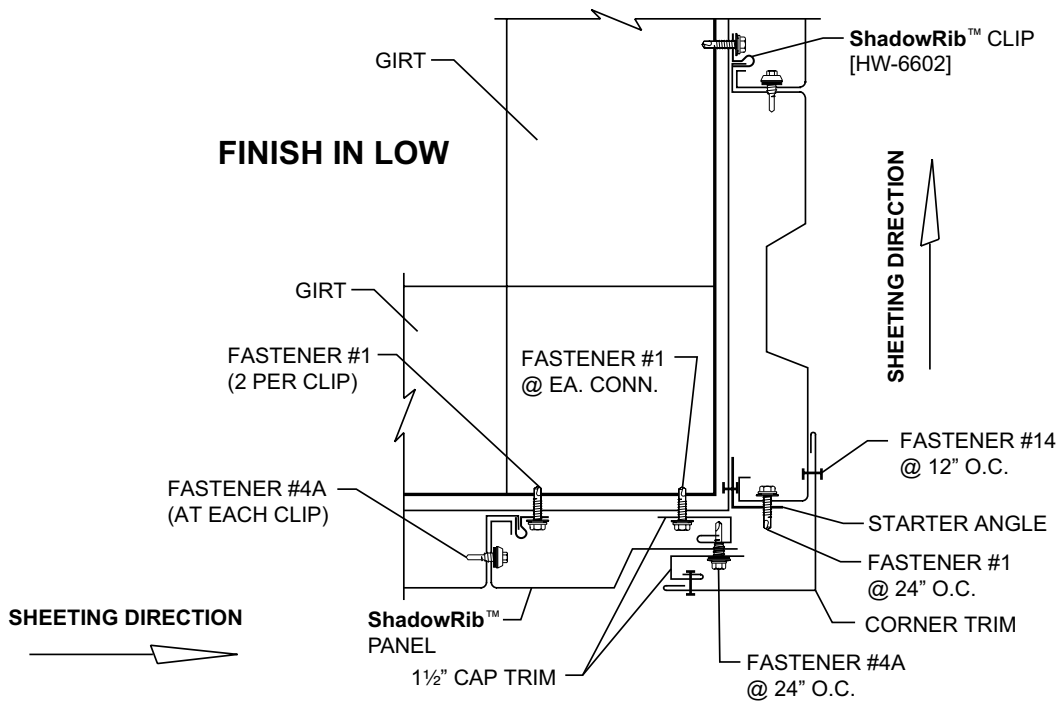 ShadowRib™ CLIP
[HW-6602]
GIRT
FINISH IN LOW
SHEETING DIRECTION
GIRT
FASTENER #1
(2 PER CLIP)
FASTENER #1
@ EA. CONN.
FASTENER #14
@ 12” O.C.
FASTENER #4A
(AT EACH CLIP)
STARTER ANGLE
FASTENER #1
@ 24” O.C.
SHEETING DIRECTION
ShadowRib™
PANEL
CORNER TRIM
1½” CAP TRIM
FASTENER #4A
@ 24” O.C.